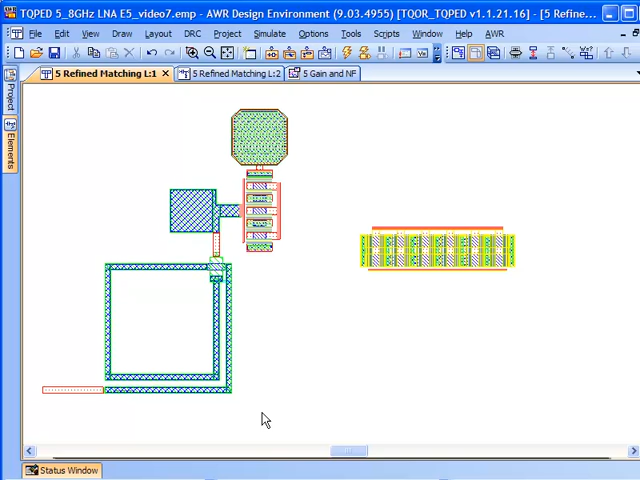 TQPED 5_8GHz LNA E5_video7.emp - AWR Design Environment (9.03.4955) [TQOR_TQPED v1.1.21.16] - [5 Refine...
File Edit View Draw Layout DRC Project Simulate Options Tools Scripts Window Help AWR
5 Refined Matching L:1 5 Refined Matching L:2 5 Gain and NF
Project
Elements
Status Window